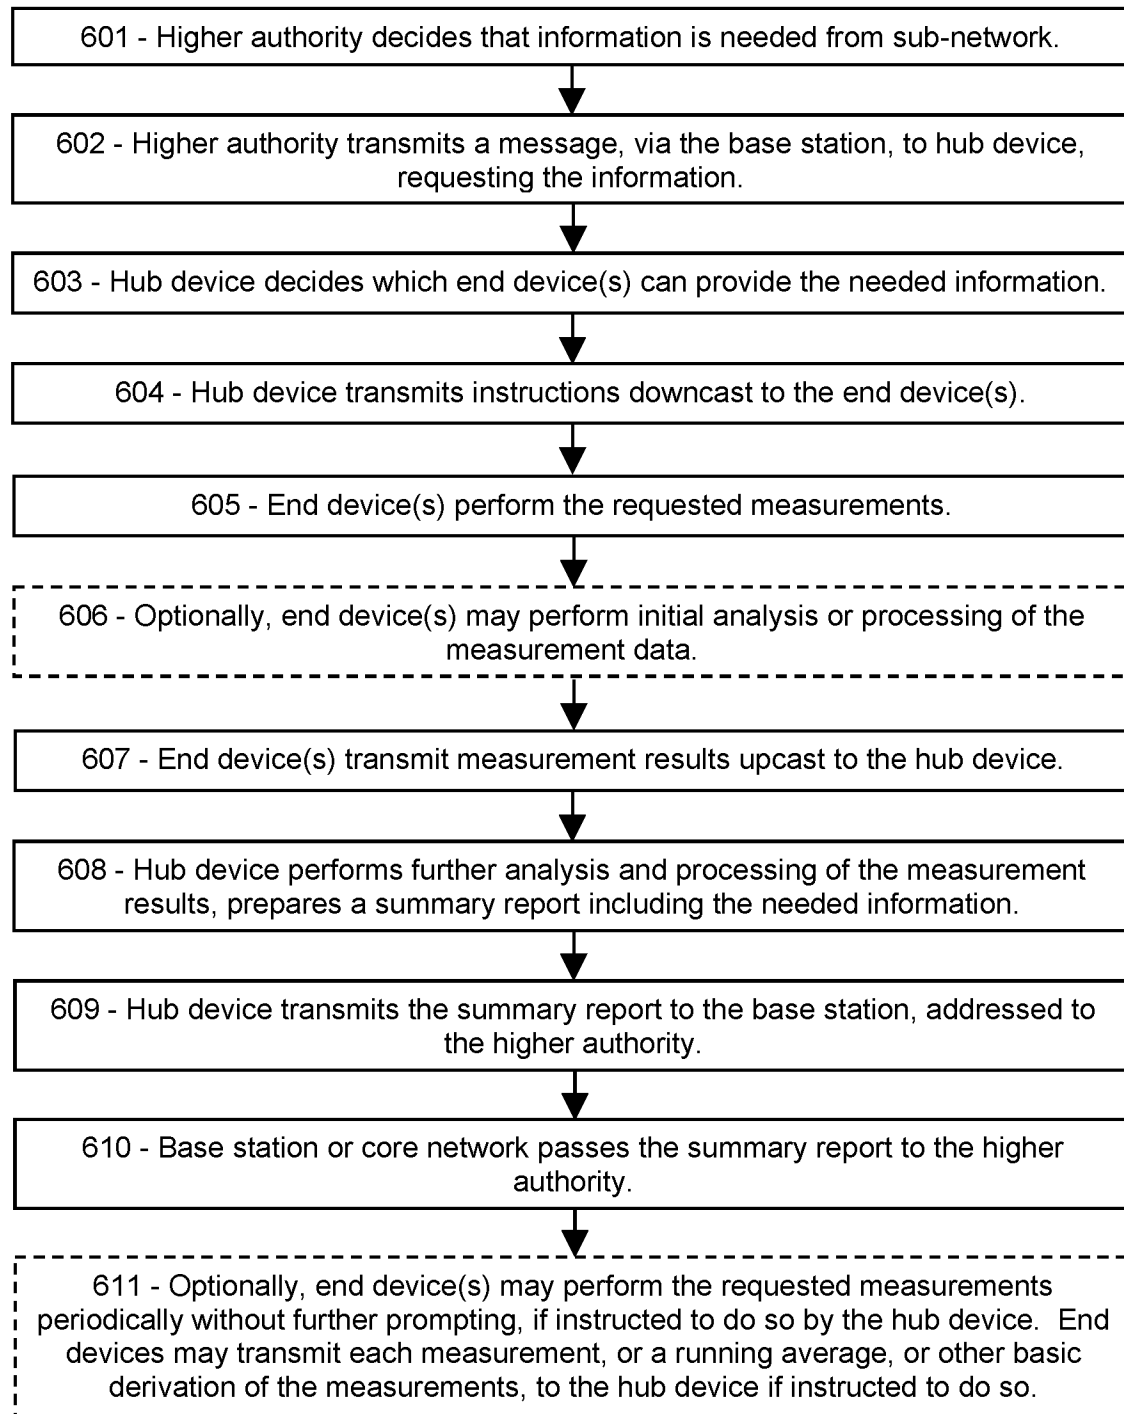 601 - Higher authority decides that information is needed from sub-network.
602 - Higher authority transmits a message, via the base station, to hub device,
requesting the information.
603 - Hub device decides which end device(s) can provide the needed information.
604 - Hub device transmits instructions downcast to the end device(s).
605 - End device(s) perform the requested measurements.
606 - Optionally, end device(s) may perform initial analysis or processing of the
measurement data.
607 - End device(s) transmit measurement results upcast to the hub device.
608 - Hub device performs further analysis and processing of the measurement
results, prepares a summary report including the needed information.
609 - Hub device transmits the summary report to the base station, addressed to
the higher authority.
610 - Base station or core network passes the summary report to the higher
authority.
611 - Optionally, end device(s) may perform the requested measurements
periodically without further prompting, if instructed to do so by the hub device.  End
devices may transmit each measurement, or a running average, or other basic
derivation of the measurements, to the hub device if instructed to do so.